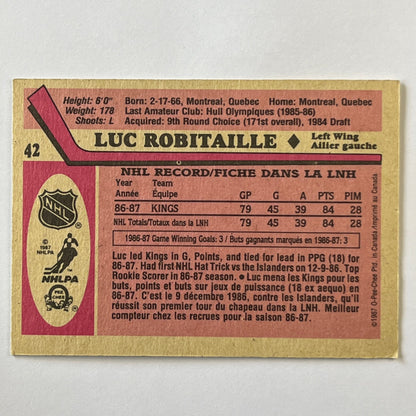 Height: 6'0" Born: 2-17-66, Montreal, Quebec Home: Montreal, Quebec
Weight: 178 Last Amateur Club: Hull Olympiques (1985-86)
Shoots: L Acquired: 9th Round Choice (171st overall), 1984 Draft
42 LUC ROBITAILLE ♦ Left Wing
Ailier gauche
NHL RECORD/FICHE DANS LA LNH
Year Team
Année Équipe GP G A PTS PIM
86-87 KINGS 79 45 39 84 28
NHL Totals/Totaux dans la LNH 79 45 39 84 28
1986-87 Game Winning Goals: 3 / Buts gagnants marqués en 1986-87: 3
Luc led Kings in G, Points, and tied for lead in PPG (18) for
86-87. Had first NHL Hat Trick vs the Islanders on 12-9-86. Top
Rookie Scorer in 86-87. ● Luc mena les Kings pour les
buts, points et buts sur jeux de puissance (18 ex aequo) en
86-87. C'est le 9 décembre 1986, contre les Islanders, qu'il
réussit son premier tour du chapeau dans la LNH. Meilleur
compteur chez les recrues pour la saison 86-87.
NHL
© 1987
NHLPA
NHLPA
O-PEE-CHEE
©1987 O-Pee-Chee Ptd. in Canada/Imprimé au Canada